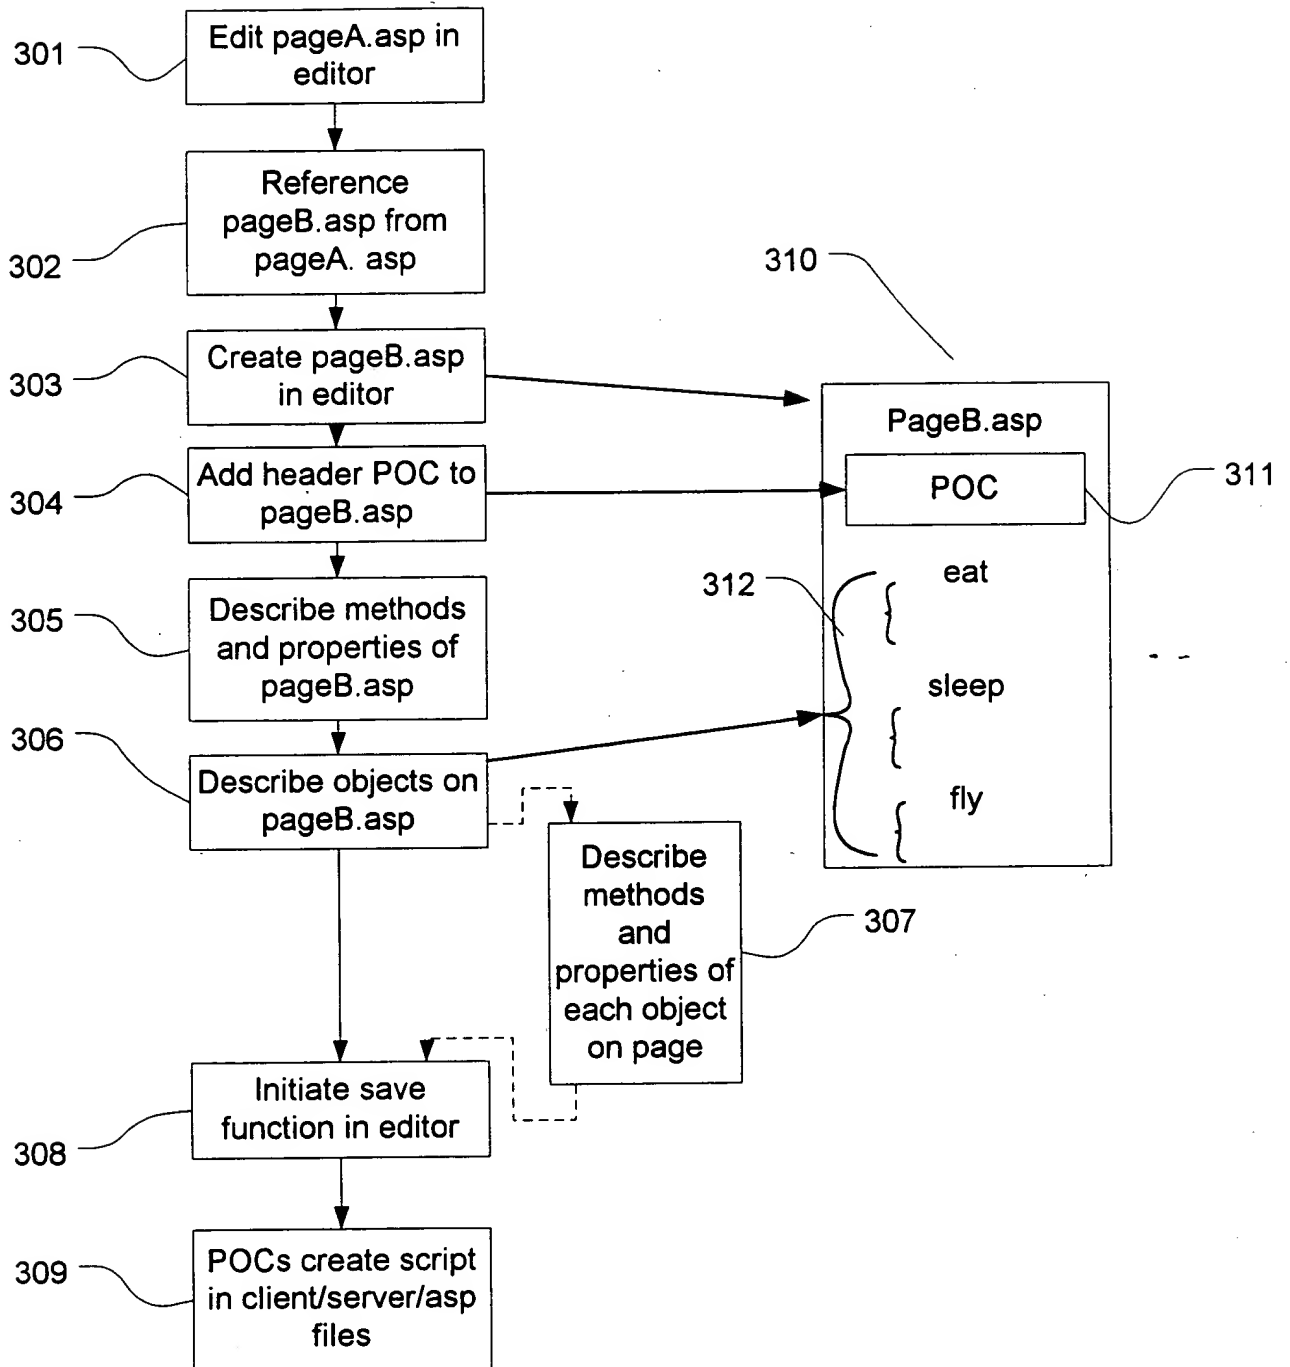 301
Edit pageA.asp in
editor
302
Reference
pageB.asp from
pageA. asp
303
Create pageB.asp
in editor
304
Add header POC to
pageB.asp
305
Describe methods
and properties of
pageB.asp
306
Describe objects on
pageB.asp
307
Describe
methods
and
properties of
each object
on page
308
Initiate save
function in editor
309
POCs create script
in client/server/asp
files
310
PageB.asp
POC
311
312
eat
sleep
fly